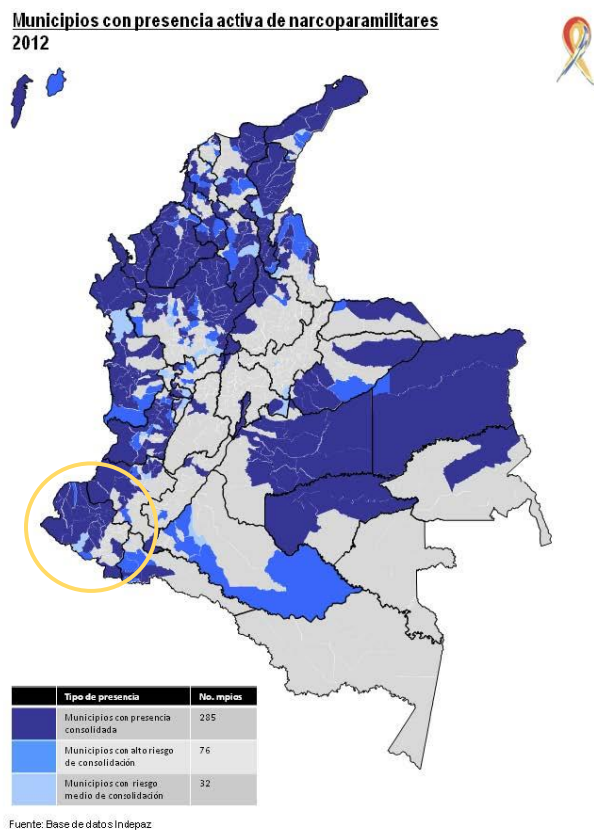 Municipios con presencia activa de narcoparamilitares
2012
Tipo de presencia No. mpios
Municipios con presencia 285
consolidada
Municipios con alto riesgo 76
de consolidación
Municipios con riesgo 32
medio de consolidación
Fuente: Base de datos Indepaz